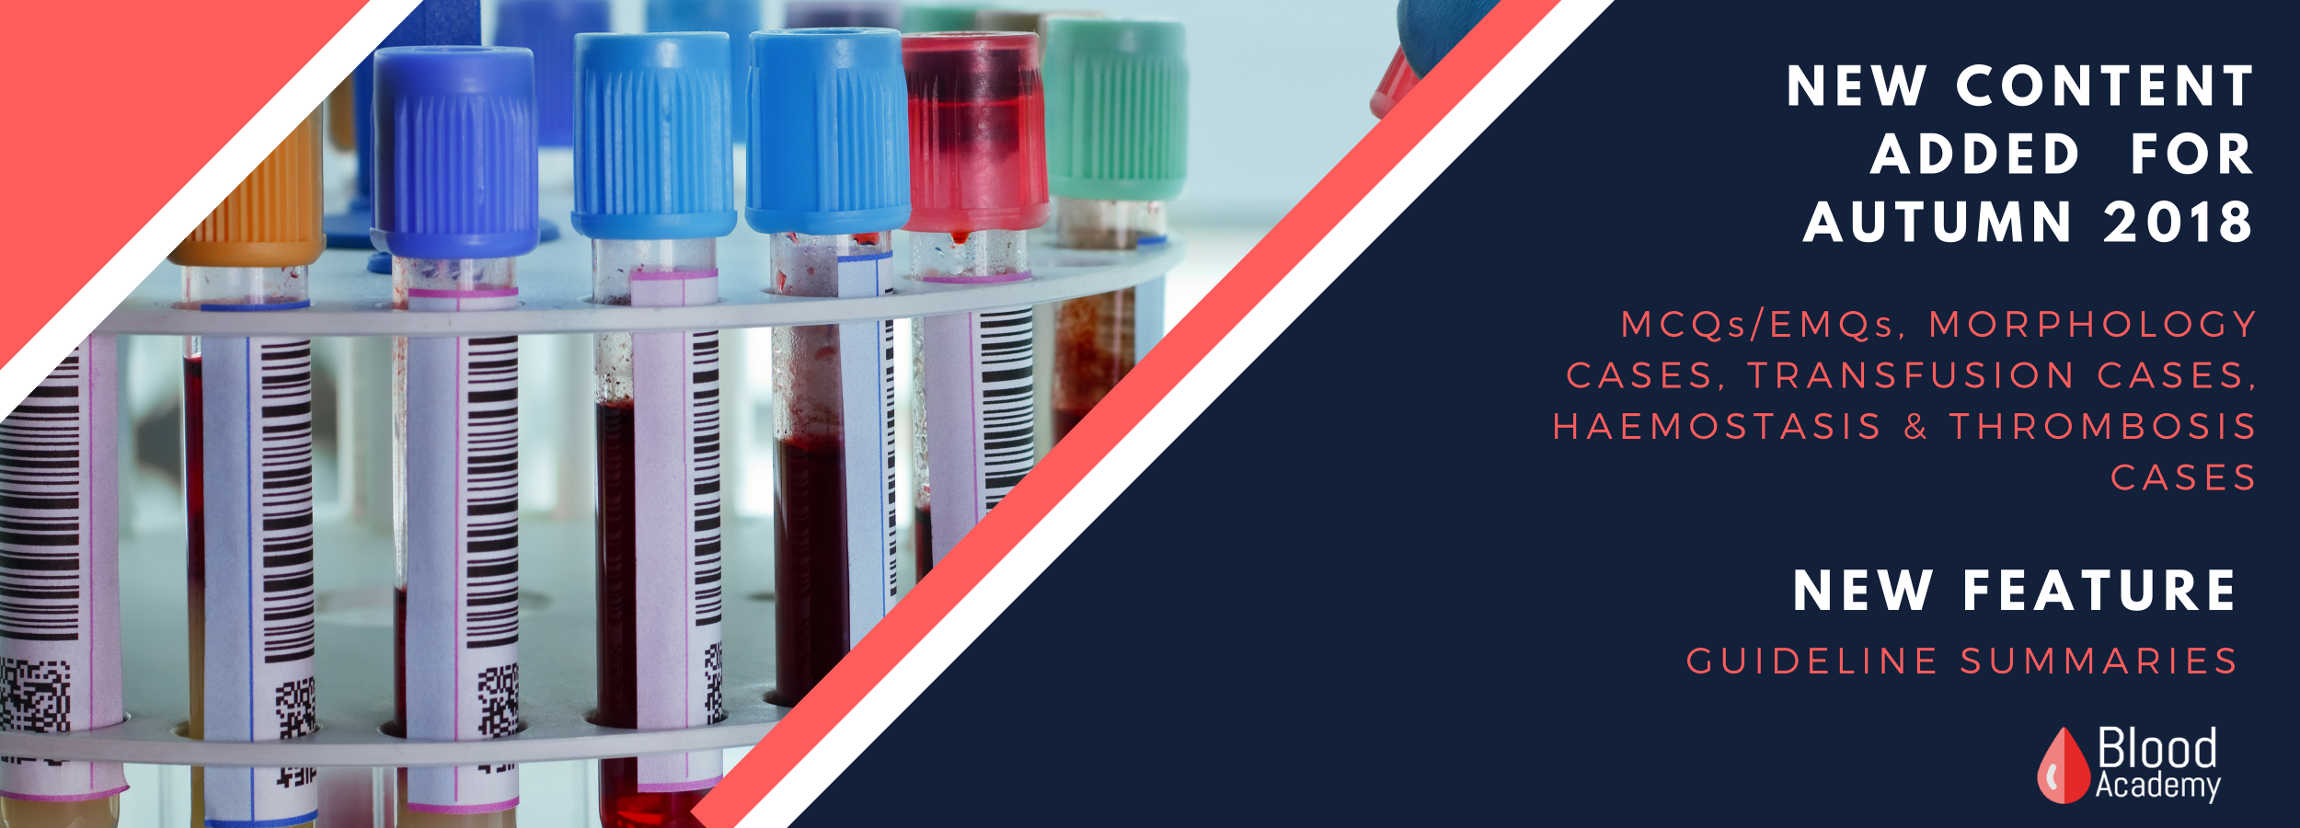 NEW CONTENT
ADDED FOR
AUTUMN 2018
MCQs/EMQs, MORPHOLOGY
CASES, TRANSFUSION CASES,
HAEMOSTASIS & THROMBOSIS
CASES
NEW FEATURE
GUIDELINE SUMMARIES
Blood
Academy